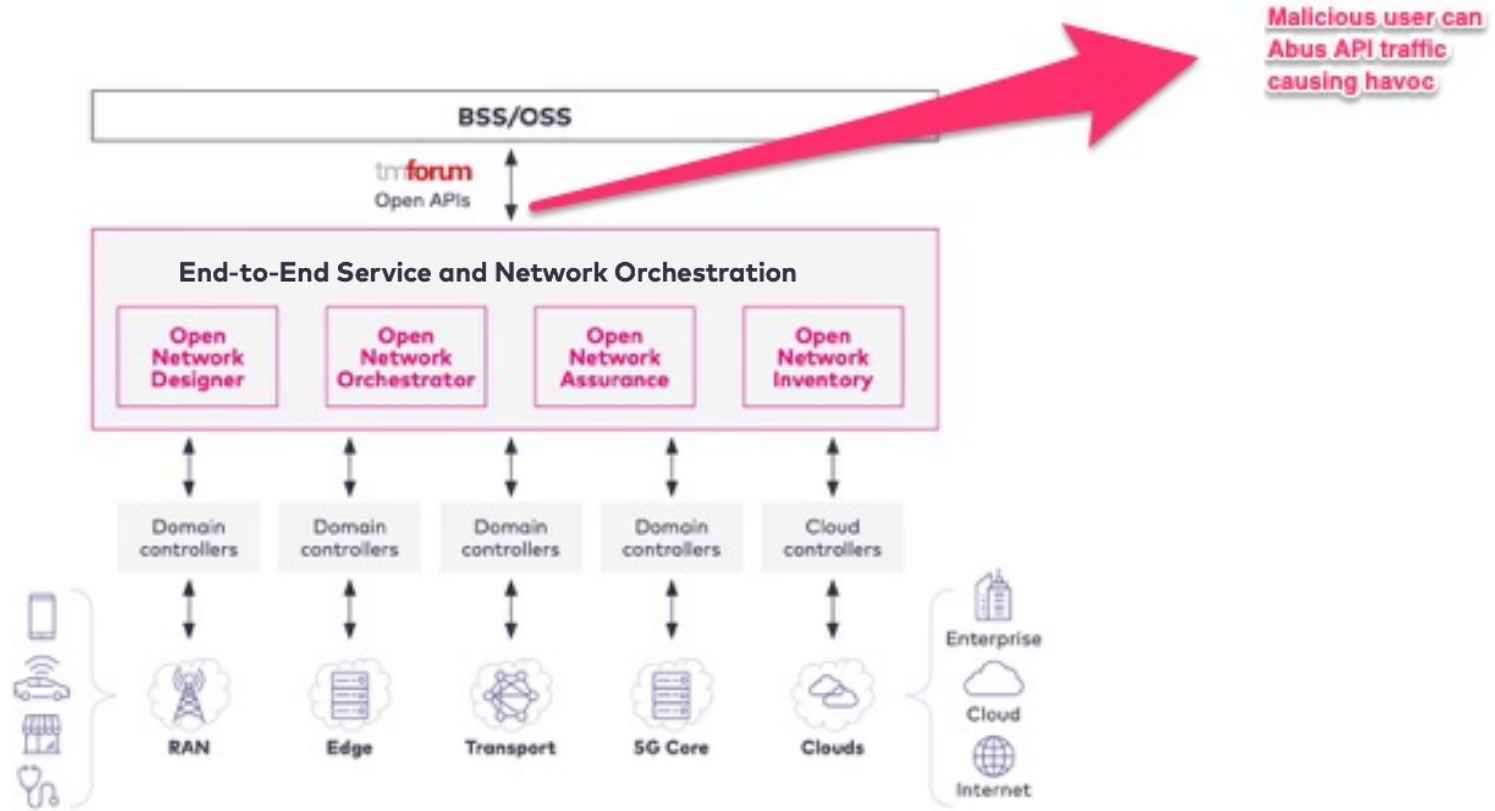 Malicious user can
Abus API traffic
causing havoc
BSS/OSS
tmforum
Open APIs
End-to-End Service and Network Orchestration
Open
Network
Designer
Open
Network
Orchestrator
Open
Network
Assurance
Open
Network
Inventory
Domain
controllers
Domain
controllers
Domain
controllers
Domain
controllers
Cloud
controllers
RAN
Edge
Transport
5G Core
Clouds
Enterprise
Cloud
Internet